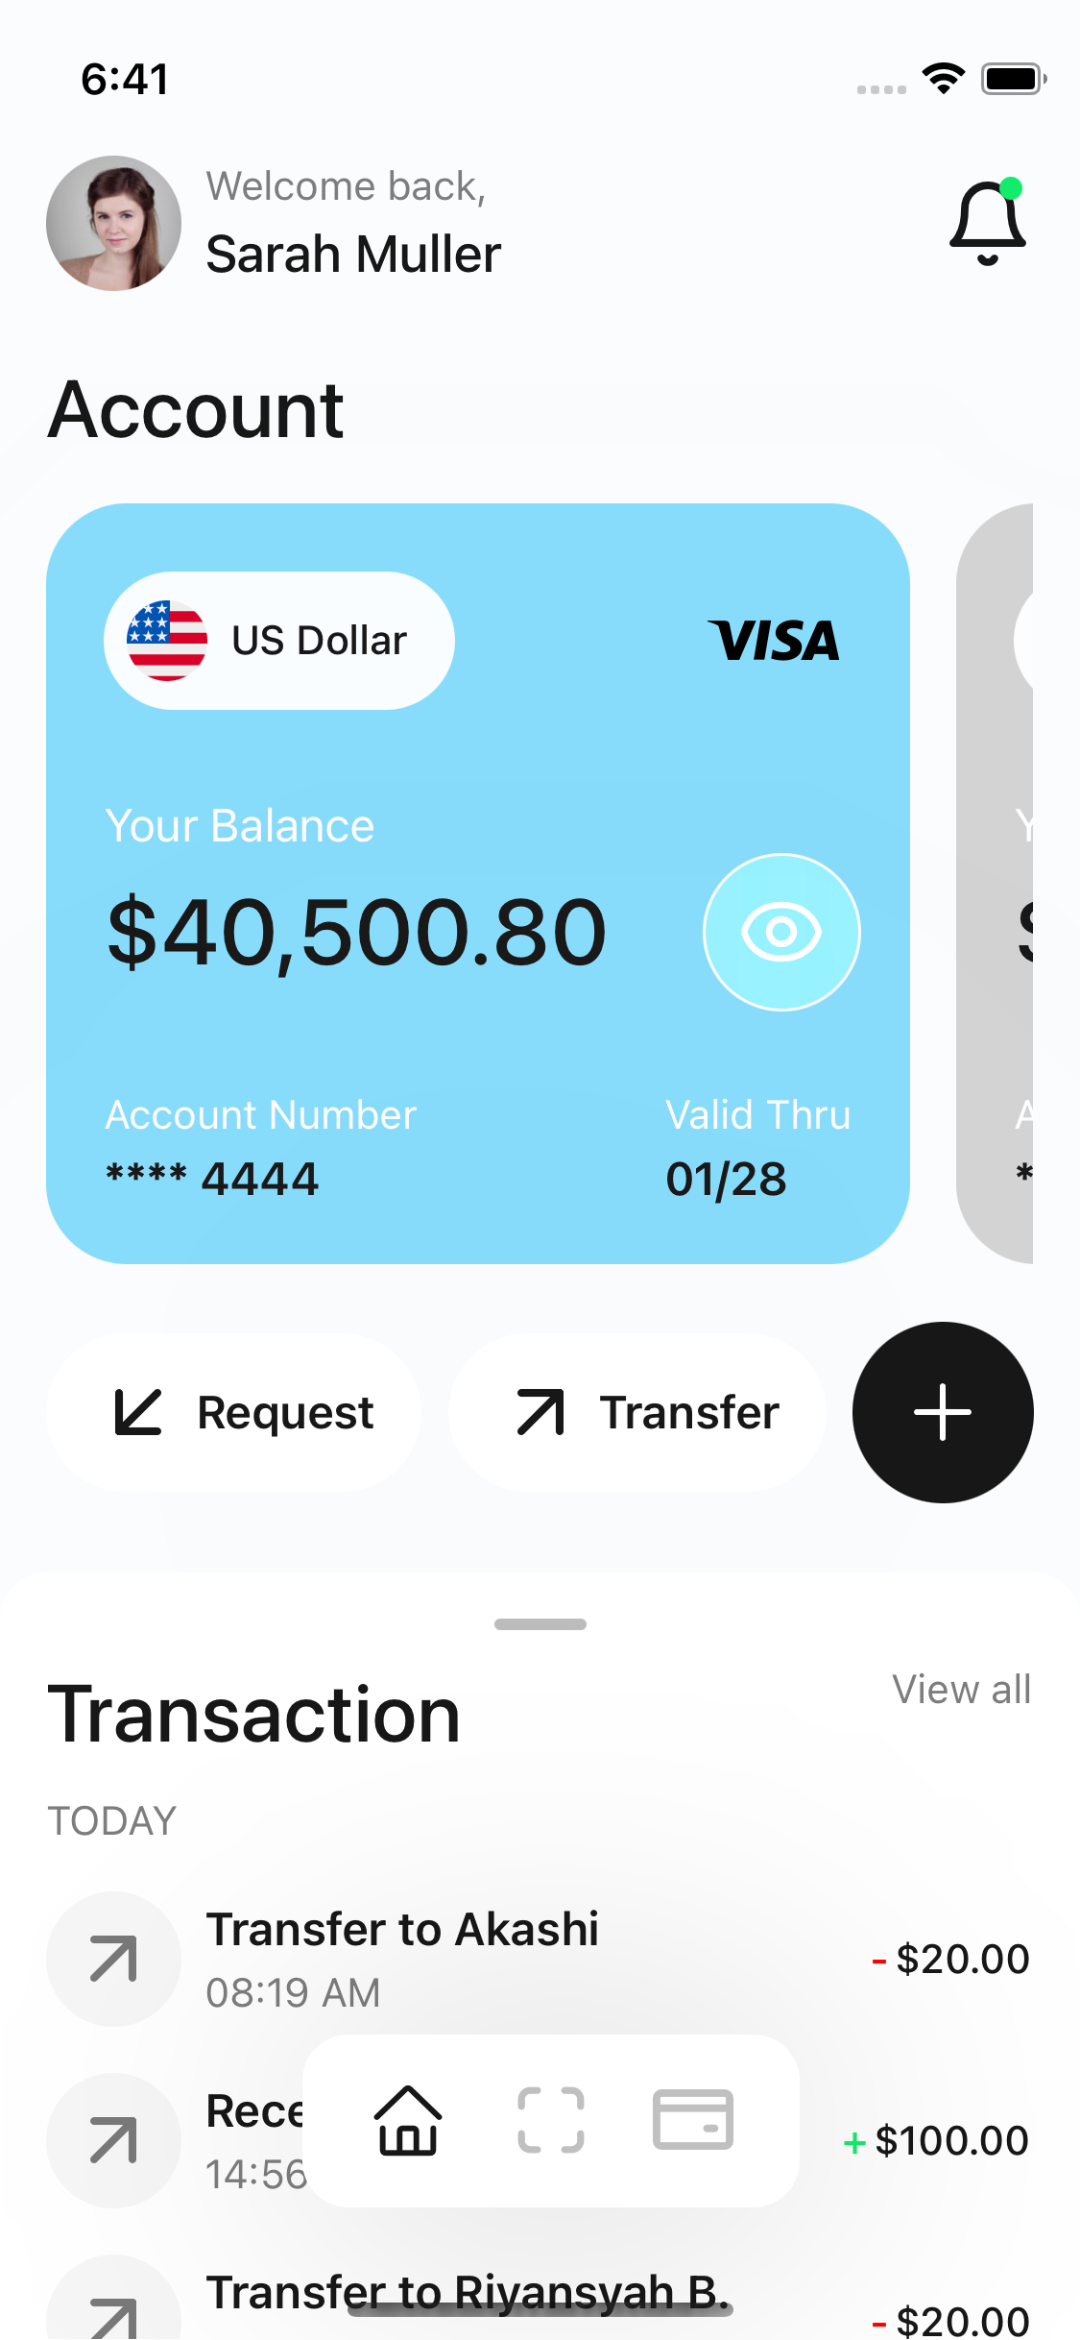 6:41
Welcome back,
Sarah Muller
Account
US Dollar
VISA
Your Balance
$40,500.80
Account Number
Valid Thru
**** 4444
01/28
Request
Transfer
Transaction
View all
TODAY
Transfer to Akashi
- $20.00
08:19 AM
+ $100.00
14:56
Transfer to Riyansyah B.
- $20.00